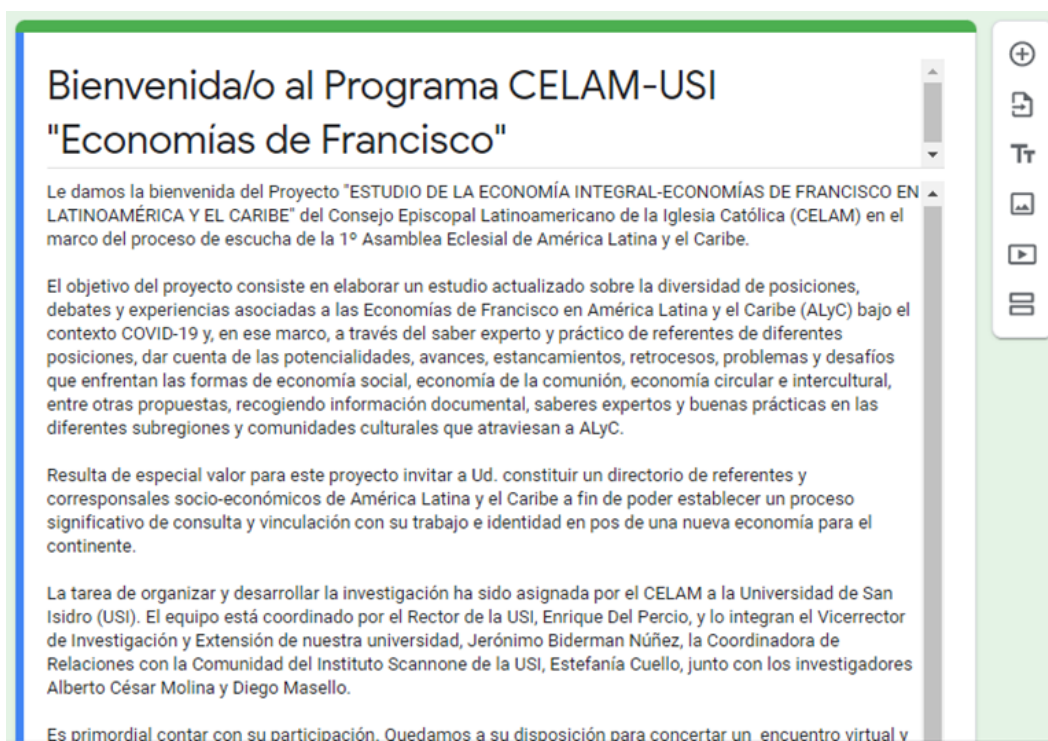 Bienvenida/o al Programa CELAM-USI
"Economías de Francisco"
Le damos la bienvenida del Proyecto "ESTUDIO DE LA ECONOMÍA INTEGRAL-ECONOMÍAS DE FRANCISCO EN
LATINOAMÉRICA Y EL CARIBE" del Consejo Episcopal Latinoamericano de la Iglesia Católica (CELAM) en el
marco del proceso de escucha de la 1º Asamblea Eclesial de América Latina y el Caribe.
El objetivo del proyecto consiste en elaborar un estudio actualizado sobre la diversidad de posiciones,
debates y experiencias asociadas a las Economías de Francisco en América Latina y el Caribe (ALyC) bajo el
contexto COVID-19 y, en ese marco, a través del saber experto y práctico de referentes de diferentes
posiciones, dar cuenta de las potencialidades, avances, estancamientos, retrocesos, problemas y desafíos
que enfrentan las formas de economía social, economía de la comunión, economía circular e intercultural,
entre otras propuestas, recogiendo información documental, saberes expertos y buenas prácticas en las
diferentes subregiones y comunidades culturales que atraviesan a ALyC.
Resulta de especial valor para este proyecto invitar a Ud. constituir un directorio de referentes y
corresponsales socio-económicos de América Latina y el Caribe a fin de poder establecer un proceso
significativo de consulta y vinculación con su trabajo e identidad en pos de una nueva economía para el
continente.
La tarea de organizar y desarrollar la investigación ha sido asignada por el CELAM a la Universidad de San
Isidro (USI). El equipo está coordinado por el Rector de la USI, Enrique Del Percio, y lo integran el Vicerrector
de Investigación y Extensión de nuestra universidad, Jerónimo Biderman Núñez, la Coordinadora de
Relaciones con la Comunidad del Instituto Scannone de la USI, Estefanía Cuello, junto con los investigadores
Alberto César Molina y Diego Masello.
Es primordial contar con su participación. Quedamos a su disposición para concertar un encuentro virtual y
Tт